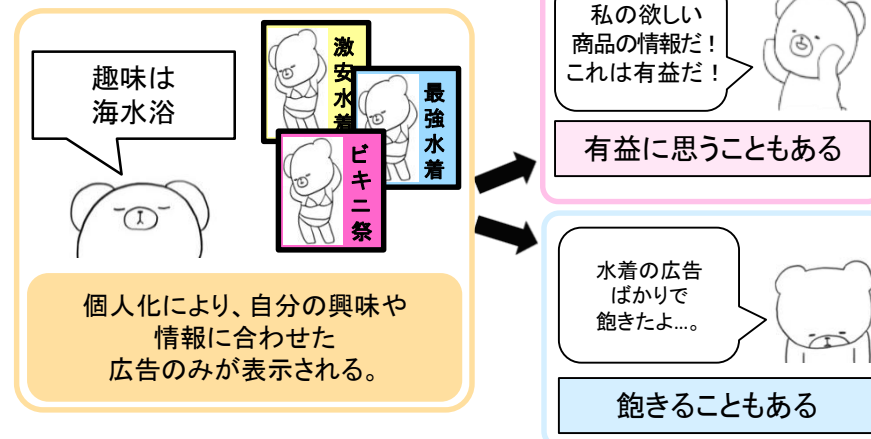 趣味は
海水浴
激安水着
最強水着
ビキニ祭
個人化により、自分の興味や
情報に合わせた
広告のみが表示される。
私の欲しい
商品の情報だ！
これは有益だ！
有益に思うこともある
水着の広告
ばかりで
飽きたよ…。
飽きることもある